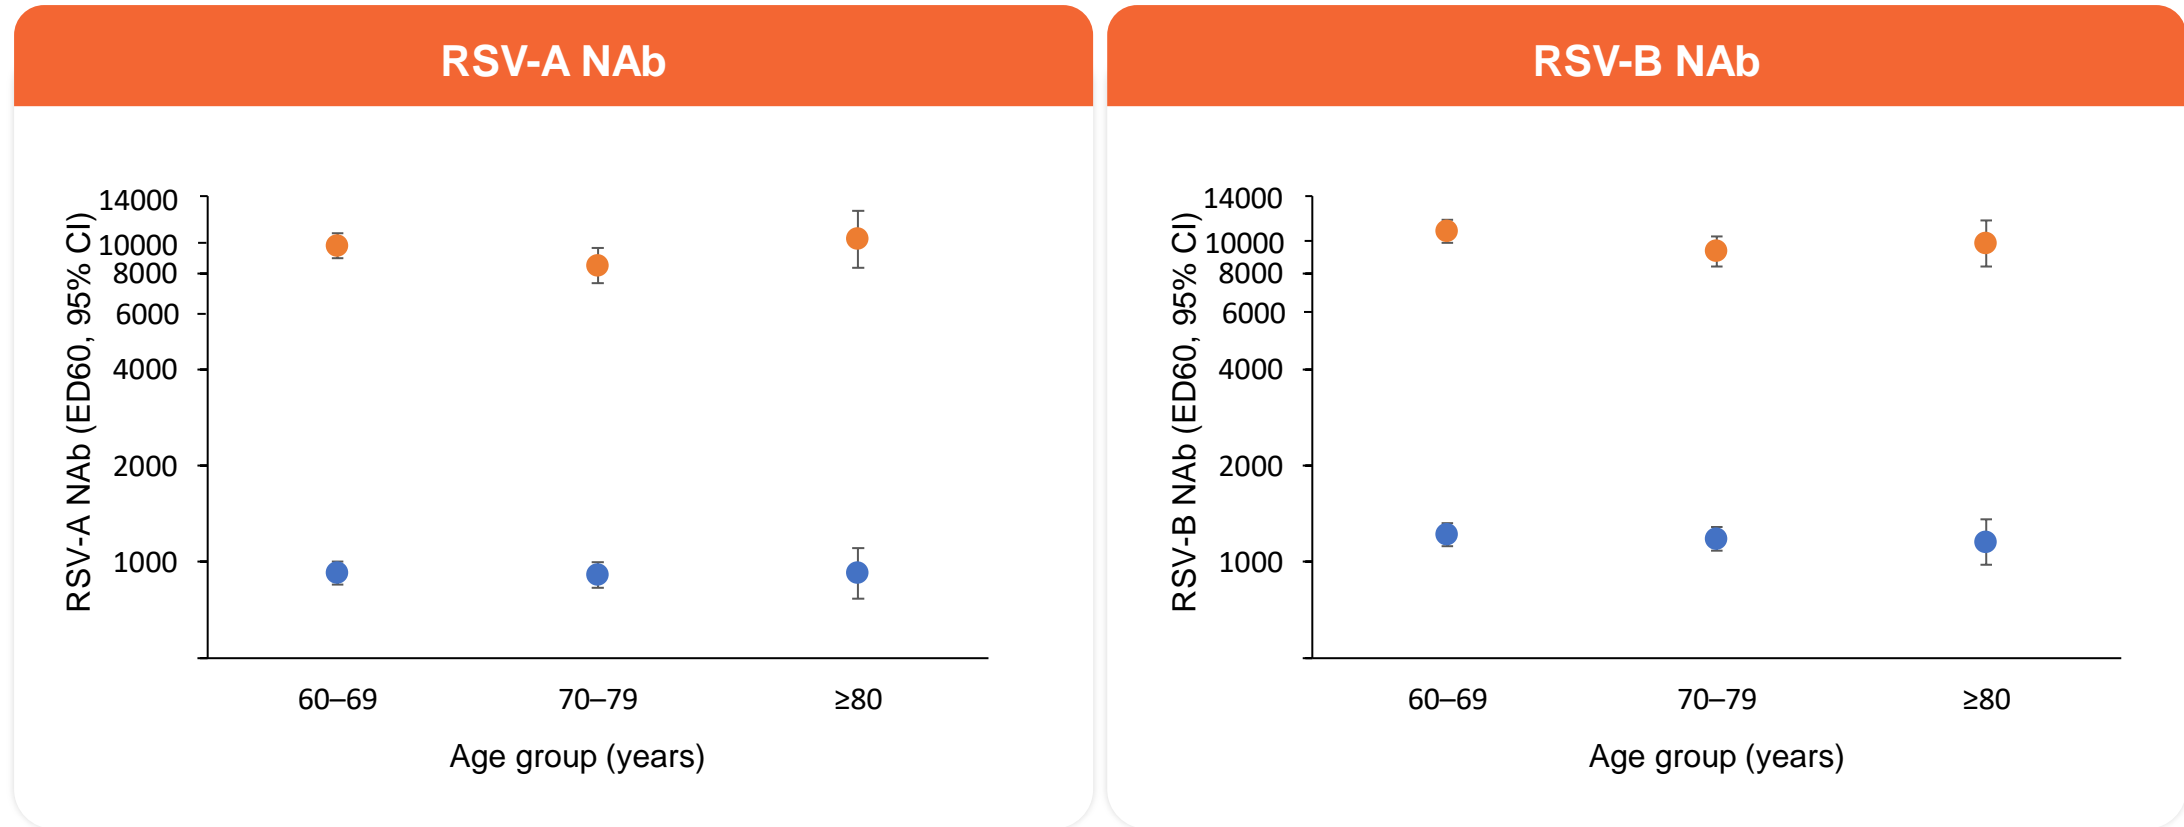 RSV-A NAb
RSV-A NAb (ED60, 95% CI)
14000
10000
8000
6000
4000
2000
1000
60–69 70–79 ≥80
Age group (years)
RSV-B NAb
RSV-B NAb (ED60, 95% CI)
14000
10000
8000
6000
4000
2000
1000
60–69 70–79 ≥80
Age group (years)